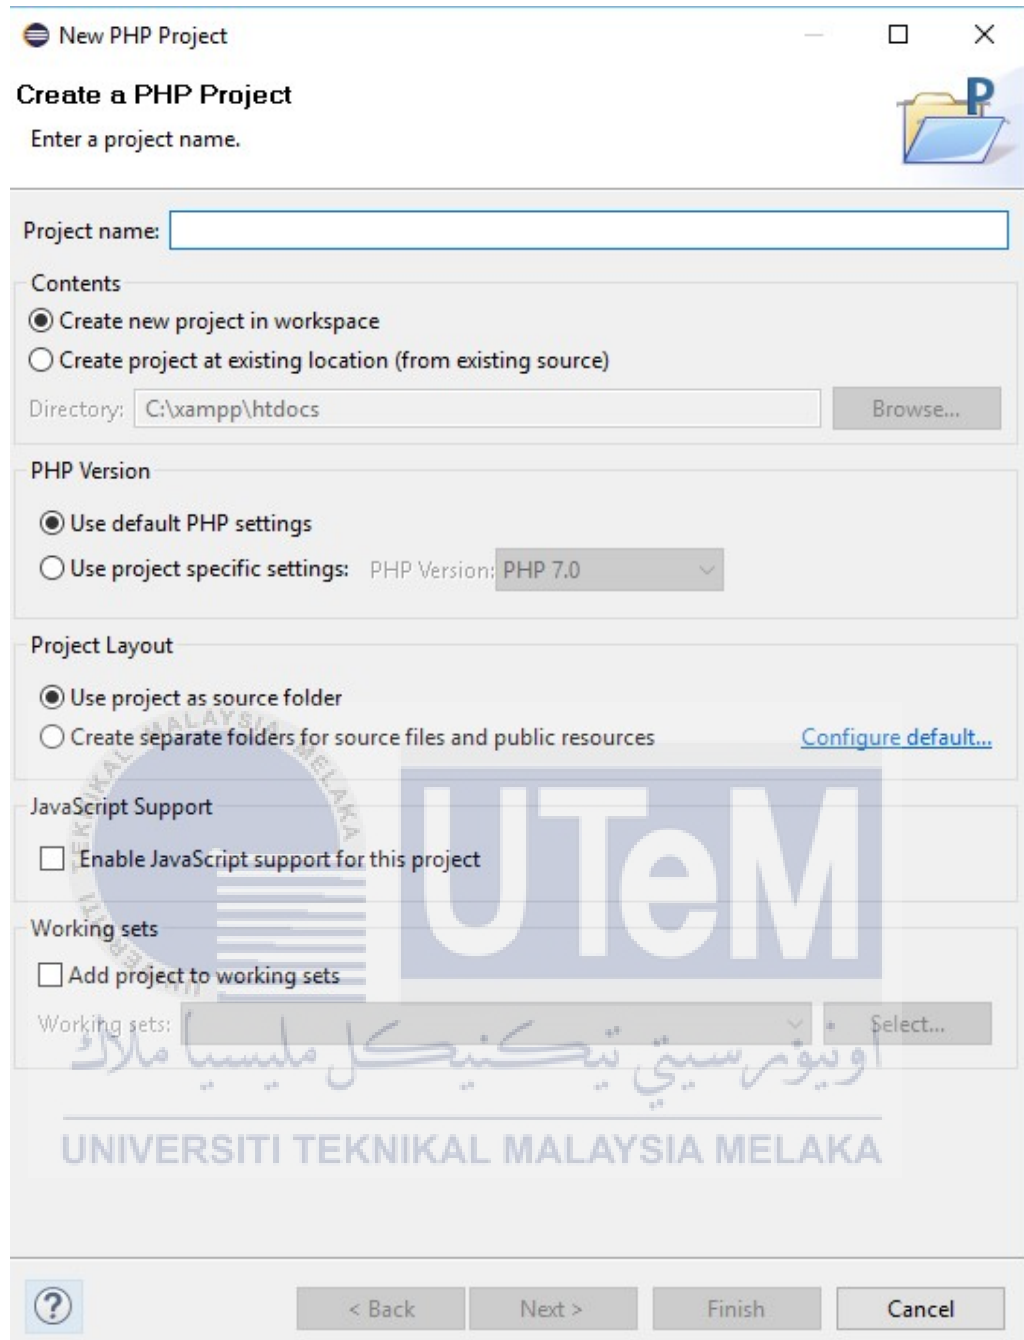 New PHP Project
Create a PHP Project
P
Enter a project name.
Project name:
Contents
Create new project in workspace
Create project at existing location (from existing source)
Directory: C:\xampp\htdocs Browse...
PHP Version
Use default PHP settings
Use project specific settings: PHP Version: PHP 7.0
Project Layout
Use project as source folder
Create separate folders for source files and public resources Configure default...
JavaScript Support
Enable JavaScript support for this project
Working sets
Add project to working sets
Working sets: Select...
UNIVERSITI TEKNIKAL MALAYSIA MELAKA
UTeM
اونيۏرسيتي تيكنيكل مليسيا ملاك
UNIVERSITI TEKNIKAL MALAYSIA MELAKA
? < Back Next > Finish Cancel